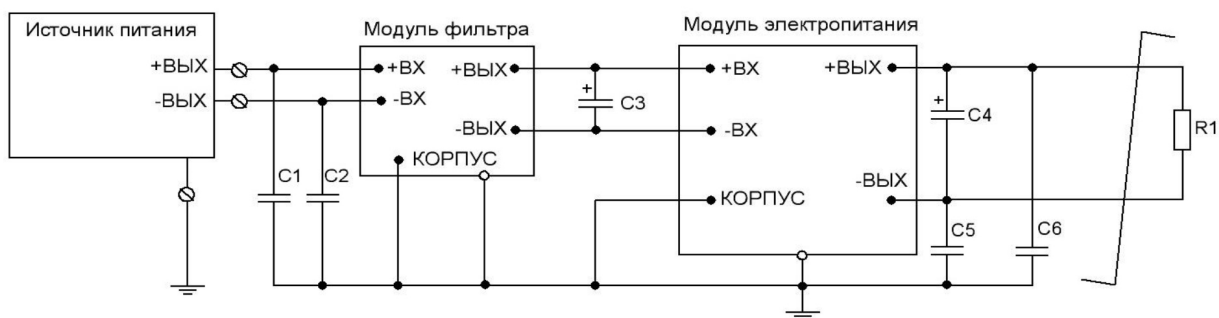 Источник питания
+ВЫХ
-ВЫХ
Модуль фильтра
+ВХ
-ВХ
+ВЫХ
-ВЫХ
КОРПУС
C1
C2
+
C3
Модуль электропитания
+ВХ
-ВХ
КОРПУС
+ВЫХ
-ВЫХ
+
C4
C5
C6
R1